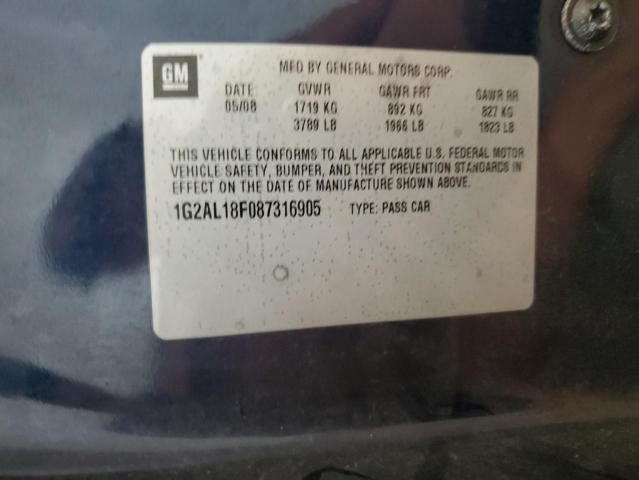 GM
MFD BY GENERAL MOTORS CORP.
DATE GVWR GAWR FRT GAWR RR
05/08 1719 KG 892 KG 827 KG
3789 LB 1966 LB 1823 LB
THIS VEHICLE CONFORMS TO ALL APPLICABLE U.S. FEDERAL MOTOR
VEHICLE SAFETY, BUMPER, AND THEFT PREVENTION STANDARDS IN
EFFECT ON THE DATE OF MANUFACTURE SHOWN ABOVE.
1G2AL18F087316905 TYPE: PASS CAR